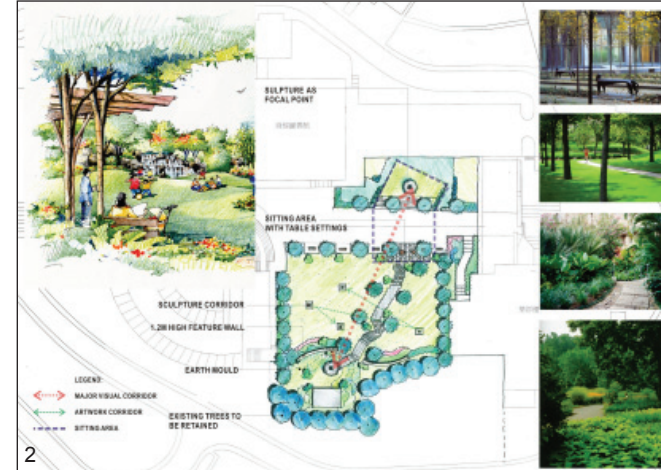 SULPTURE AS
FOCAL POINT
SITTING AREA
WITH TABLE SETTINGS
SCULPTURE CORRIDOR
1.2M HIGH FEATURE WALL
EARTH MOULD
LEGEND:
MAJOR VISUAL CORRIDOR
ARTWORK CORRIDOR
SITTING AREA
EXISTING TREES TO
BE RETAINED
2